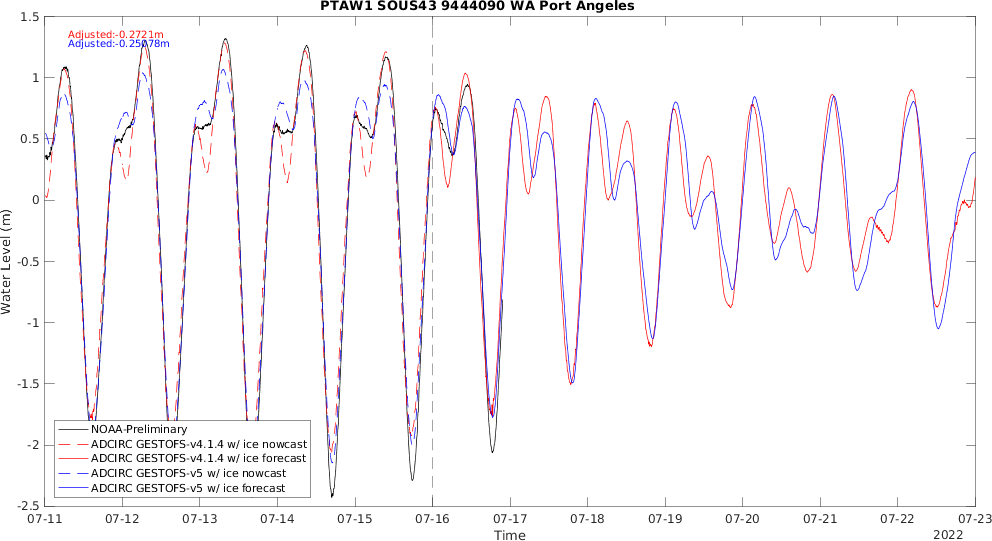 PTAW1 SOUS43 9444090 WA Port Angeles
1.5
1
0.5
0
-0.5
-1
-1.5
-2
-2.5
Water Level (m)
Adjusted:-0.2721m
Adjusted:-0.25078m
NOAA-Preliminary
ADCIRC GESTOFS-v4.1.4 w/ ice nowcast
ADCIRC GESTOFS-v4.1.4 w/ ice forecast
ADCIRC GESTOFS-v5 w/ ice nowcast
ADCIRC GESTOFS-v5 w/ ice forecast
07-11 07-12 07-13 07-14 07-15 07-16 07-17 07-18 07-19 07-20 07-21 07-22 07-23
Time
2022